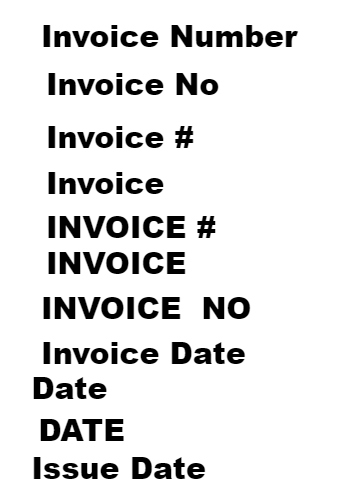 Invoice Number
Invoice No
Invoice #
Invoice
INVOICE #
INVOICE
INVOICE  NO
Invoice Date
Date
DATE
Issue Date